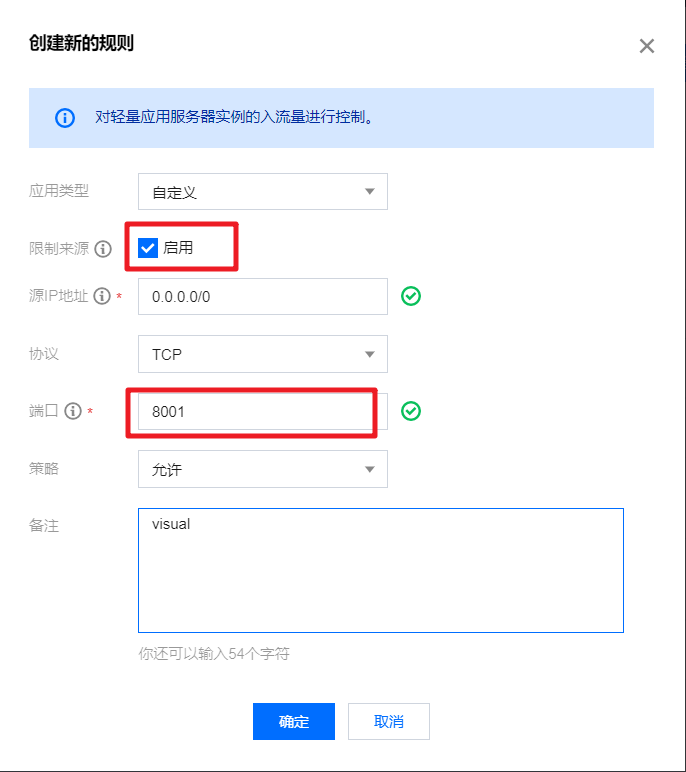 创建新的规则
对轻量应用服务器实例的入流量进行控制。
应用类型 自定义
限制来源 启用
源IP地址 * 0.0.0.0/0
协议 TCP
端口 * 8001
策略 允许
备注 visual
你还可以输入54个字符
确定 取消